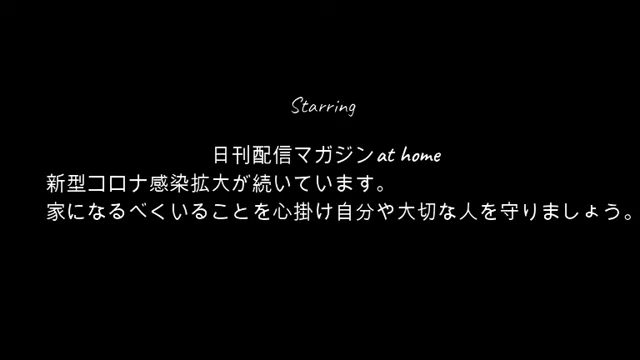 Starring
日刊配信マガジンat home
新型コロナ感染拡大が続いています。
家になるべくいることを心掛け自分や大切な人を守りましょう。